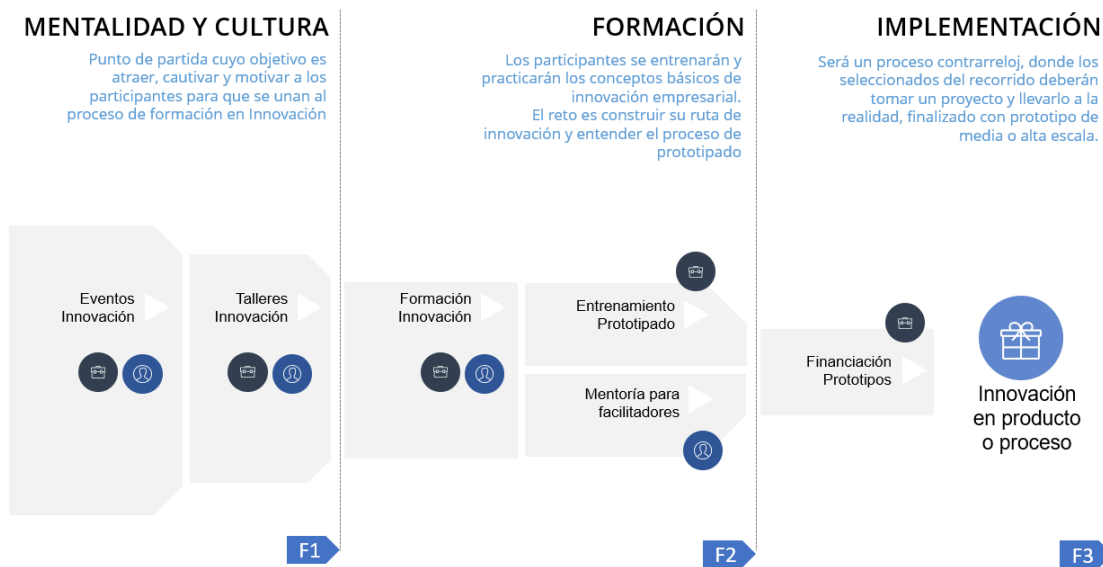 MENTALIDAD Y CULTURA
Punto de partida cuyo objetivo es
atraer, cautivar y motivar a los
participantes para que se unan al
proceso de formación en Innovación
Eventos
Innovación
Talleres
Innovación
F1
FORMACIÓN
Los participantes se entrenarán y
practicarán los conceptos básicos de
innovación empresarial.
El reto es construir su ruta de
innovación y entender el proceso de
prototipado
Formación
Innovación
Entrenamiento
Prototipado
Mentoría para
facilitadores
F2
IMPLEMENTACIÓN
Será un proceso contrarreloj, donde los
seleccionados del recorrido deberán
tomar un proyecto y llevarlo a la
realidad, finalizado con prototipo de
media o alta escala.
Financiación
Prototipos
Innovación
en producto
o proceso
F3